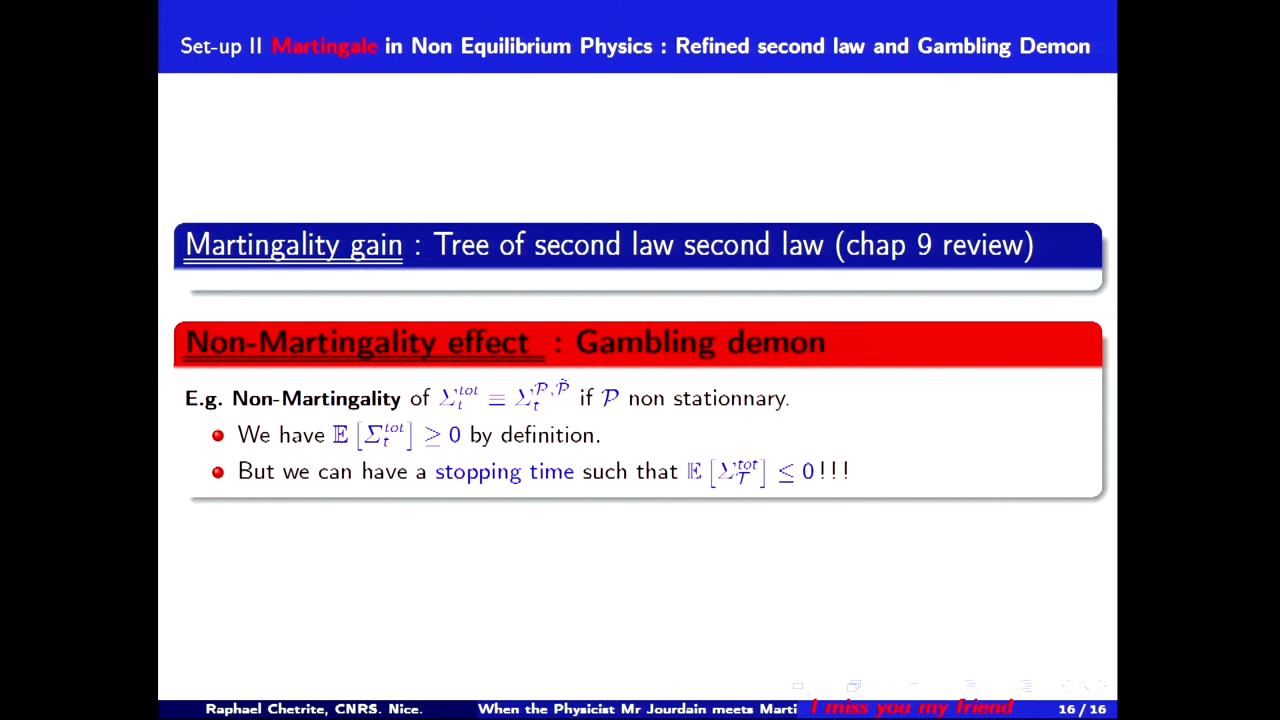 Set-up II Martingale in Non Equilibrium Physics : Refined second law and Gambling Demon
Martingality gain : Tree of second law second law (chap 9 review)
Non-Martingality effect : Gambling demon
E.g. Non-Martingality of Σ_t^{tot} ≡ Σ_t^{𝒫,𝒫̃} if 𝒫 non stationnary.
We have 𝔼[Σ_t^{tot}] ≥ 0 by definition.
But we can have a stopping time such that 𝔼[Σ_𝒯^{tot}] ≤ 0!!!
Raphael Chetrite, CNRS. Nice. When the Physicist Mr Jourdain meets Marti I miss you my friend 16 / 16